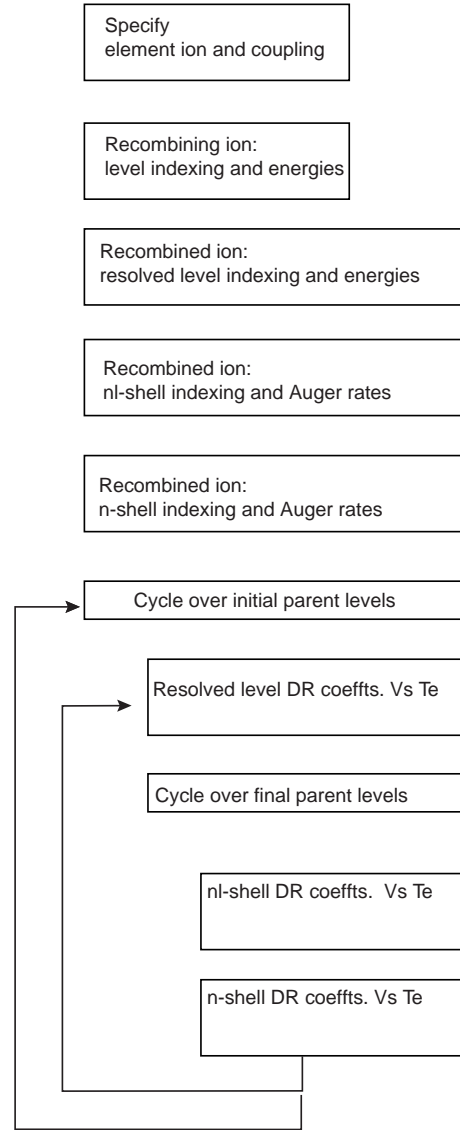 Specify
element ion and coupling
Recombining ion:
level indexing and energies
Recombined ion:
resolved level indexing and energies
Recombined ion:
nl-shell indexing and Auger rates
Recombined ion:
n-shell indexing and Auger rates
Cycle over initial parent levels
Resolved level DR coeffts. Vs Te
Cycle over final parent levels
nl-shell DR coeffts. Vs Te
n-shell DR coeffts. Vs Te